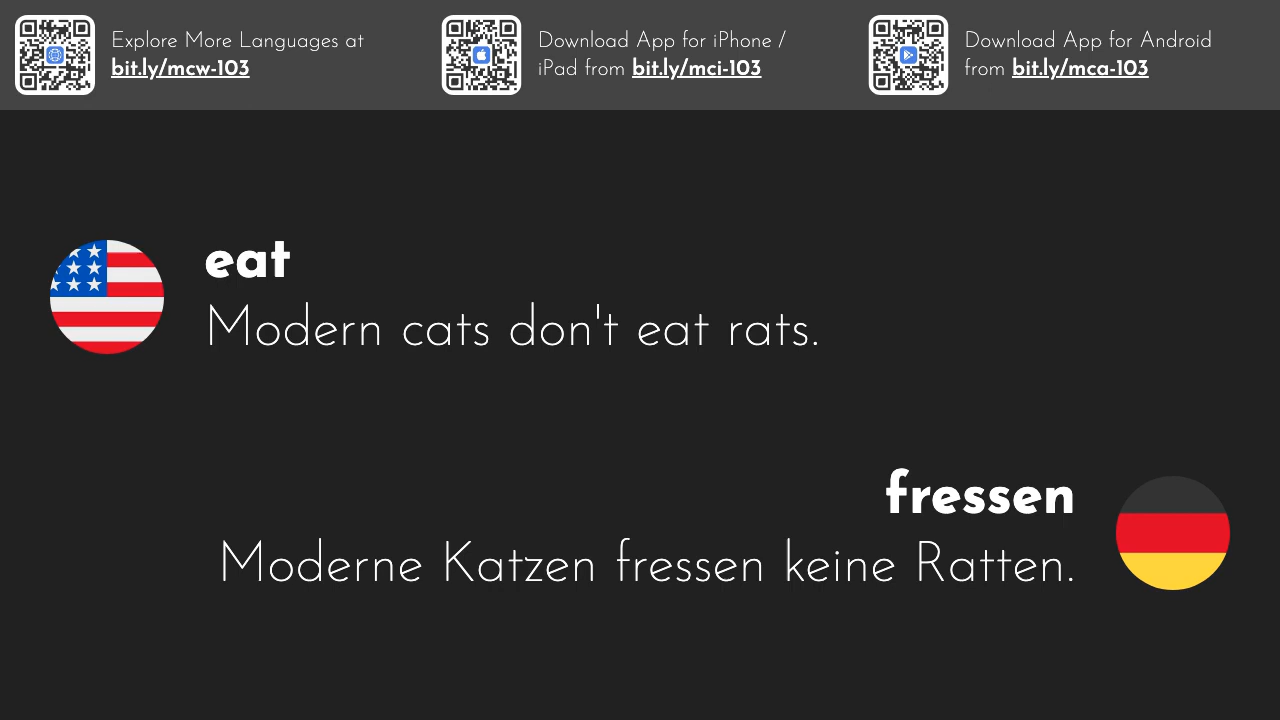 Explore More Languages at
bit.ly/mcw-103
Download App for iPhone /
iPad from bit.ly/mci-103
Download App for Android
from bit.ly/mca-103
eat
Modern cats don't eat rats.
fressen
Moderne Katzen fressen keine Ratten.